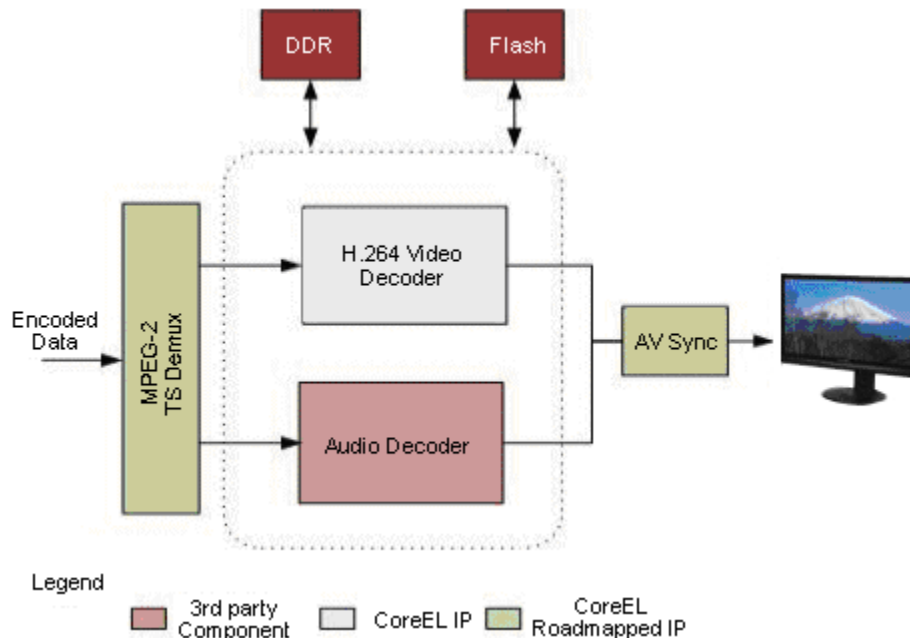 DDR
Flash
H.264 Video
Decoder
Encoded
Data
MPEG-2
TS Demux
AV Sync
Audio Decoder
Legend
3rd party
Component
CoreEL IP
CoreEL
Roadmapped IP